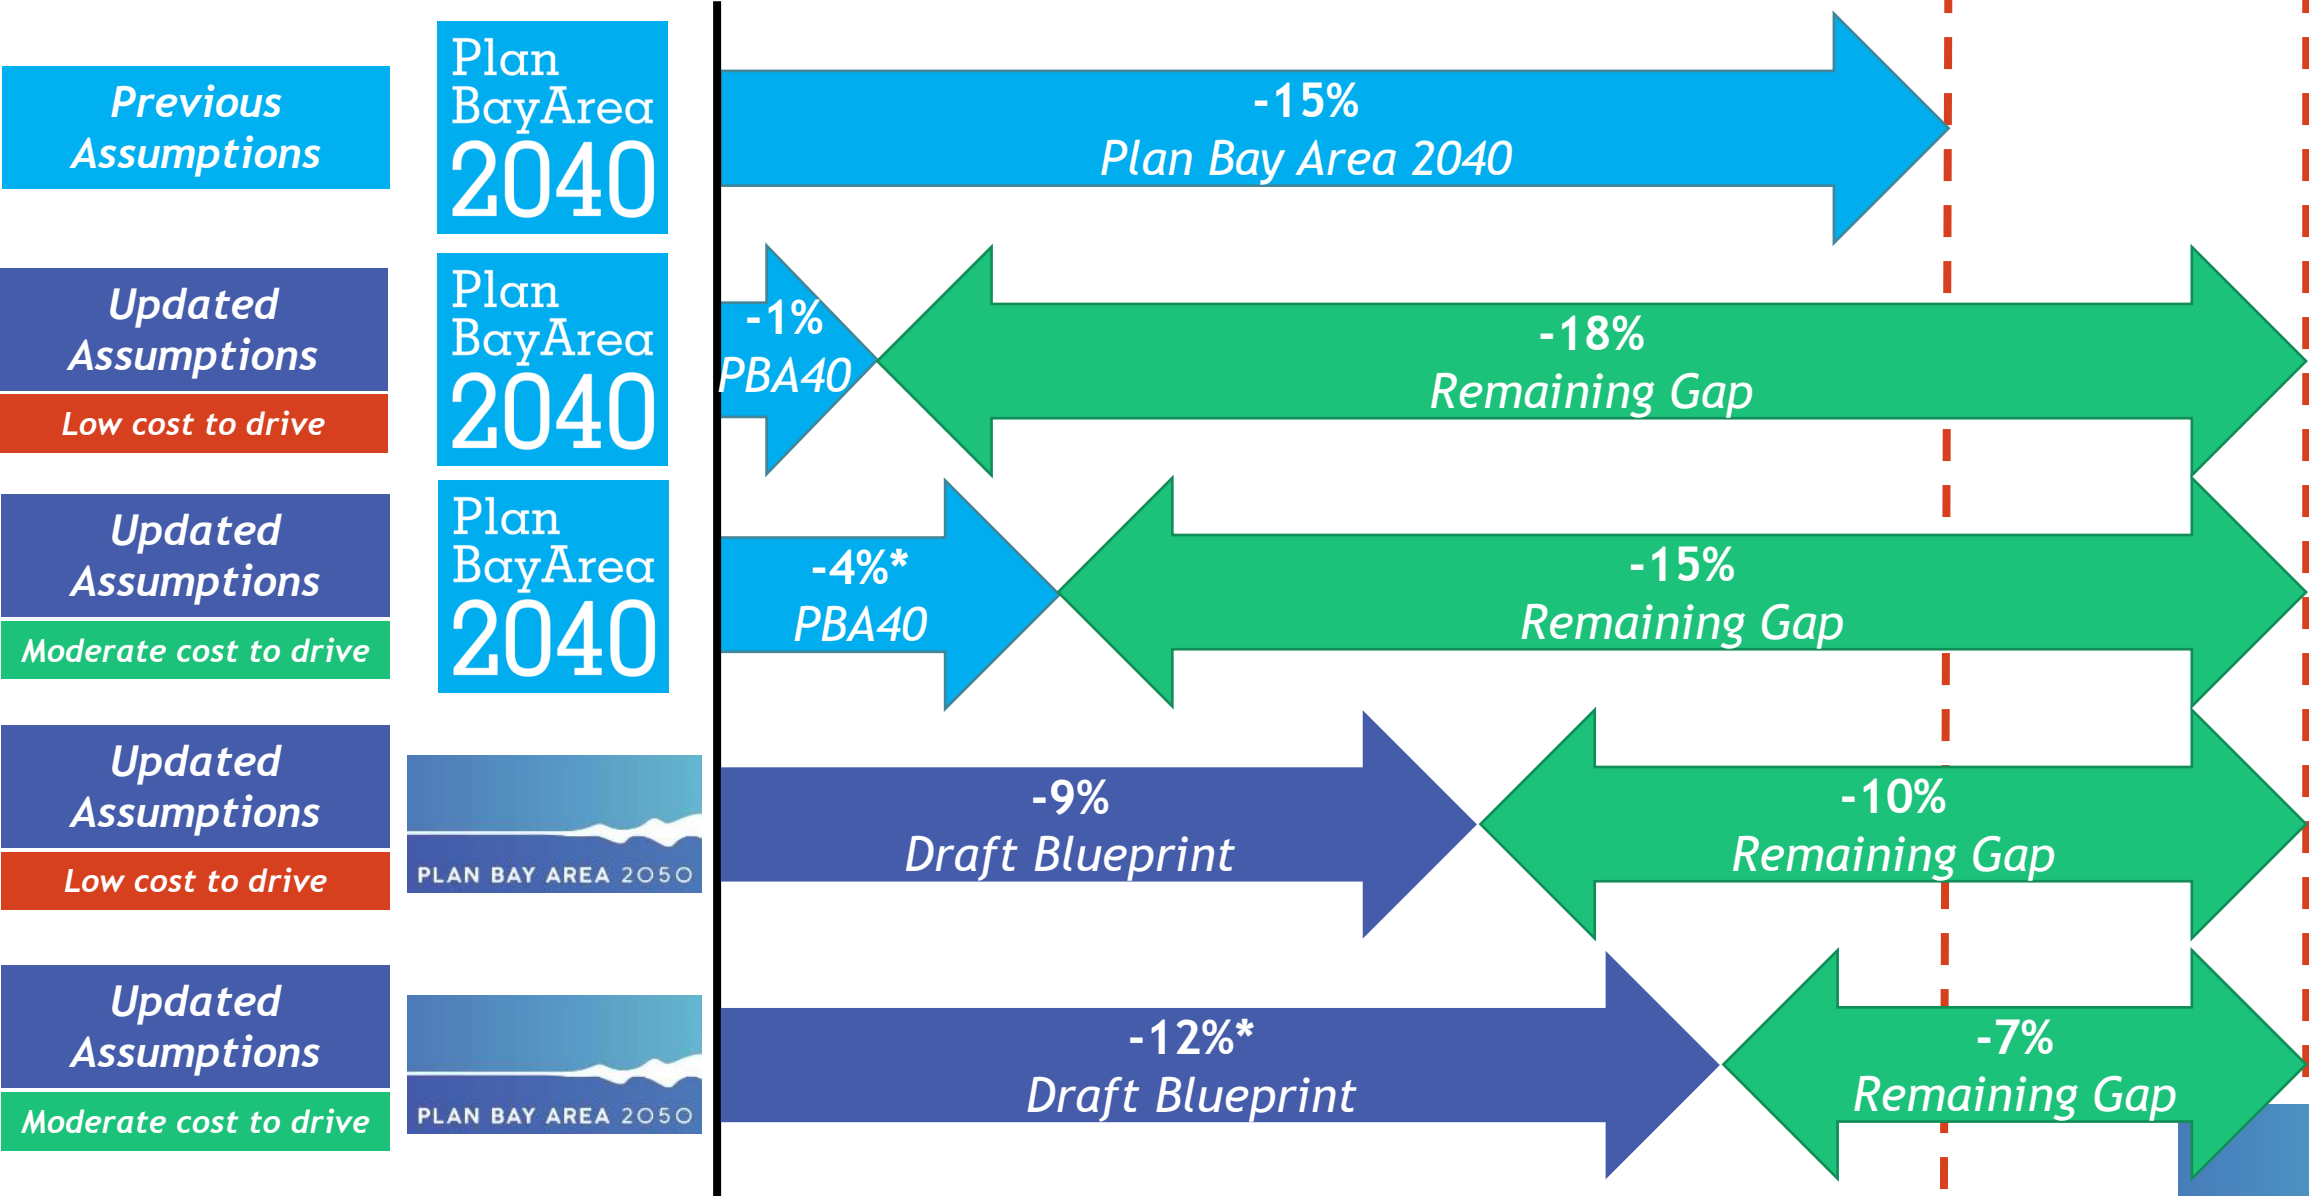 Previous
Assumptions
Plan
BayArea
2040
-15%
Plan Bay Area 2040
Updated
Assumptions
Low cost to drive
Plan
BayArea
2040
-1%
PBA40
-18%
Remaining Gap
Updated
Assumptions
Moderate cost to drive
Plan
BayArea
2040
-4%*
PBA40
-15%
Remaining Gap
Updated
Assumptions
Low cost to drive
PLAN BAY AREA 2050
-9%
Draft Blueprint
-10%
Remaining Gap
Updated
Assumptions
Moderate cost to drive
PLAN BAY AREA 2050
-12%*
Draft Blueprint
-7%
Remaining Gap